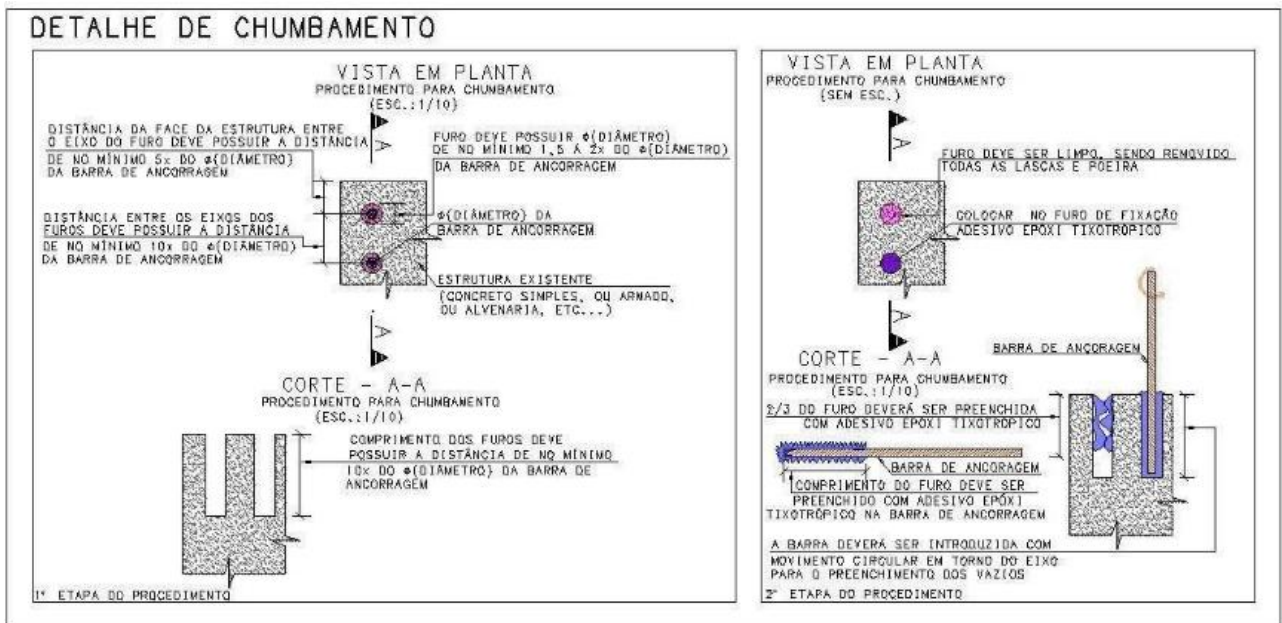 DETALHE DE CHUMBAMENTO
VISTA EM PLANTA
PROCEDIMENTO PARA CHUMBAMENTO
(ESC.:1/10)
A
DISTÂNCIA DA FACE DA ESTRUTURA ENTRE
O EIXO DO FURO DEVE POSSUIR A DISTÂNCIA
DE NO MÍNIMO 5x DO ø(DIÂMETRO)
DA BARRA DE ANCORRAGEM
FURO DEVE POSSUIR ø(DIÂMETRO)
DE NO MÍNIMO 1,5 Á 2x DO ø(DIÂMETRO)
DA BARRA DE ANCORRAGEM
DISTÂNCIA ENTRE OS EIXOS DOS
FUROS DEVE POSSUIR A DISTÂNCIA
DE NO MÍNIMO 10x DO ø(DIÂMETRO)
DA BARRA DE ANCORRAGEM
ø(DIÂMETRO) DA
BARRA DE ANCORRAGEM
ESTRUTURA EXISTENTE
(CONCRETO SIMPLES, OU ARMADO,
OU ALVENARIA, ETC...)
A
CORTE - A-A
PROCEDIMENTO PARA CHUMBAMENTO
(ESC.:1/10)
COMPRIMENTO DOS FUROS DEVE
POSSUIR A DISTÂNCIA DE NO MÍNIMO
10x DO ø(DIÂMETRO) DA BARRA DE
ANCORRAGEM
1ª ETAPA DO PROCEDIMENTO
VISTA EM PLANTA
PROCEDIMENTO PARA CHUMBAMENTO
(SEM ESC.)
A
FURO DEVE SER LIMPO, SENDO REMOVIDO
TODAS AS LASCAS E POEIRA
COLOCAR NO FURO DE FIXAÇÃO
ADESIVO EPOXI TIXOTROPICO
A
BARRA DE ANCORAGEM
CORTE - A-A
PROCEDIMENTO PARA CHUMBAMENTO
(ESC.:1/10)
2/3 DO FURO DEVERÁ SER PREENCHIDA
COM ADESIVO EPOXI TIXOTROPICO
BARRA DE ANCORAGEM
COMPRIMENTO DO FURO DEVE SER
PREENCHIDO COM ADESIVO EPÓXI
TIXOTRÓPICO NA BARRA DE ANCORRAGEM
A BARRA DEVERÁ SER INTRODUZIDA COM
MOVIMENTO CIRCULAR EM TORNO DO EIXO
PARA O PREENCHIMENTO DOS VAZIOS
2ª ETAPA DO PROCEDIMENTO